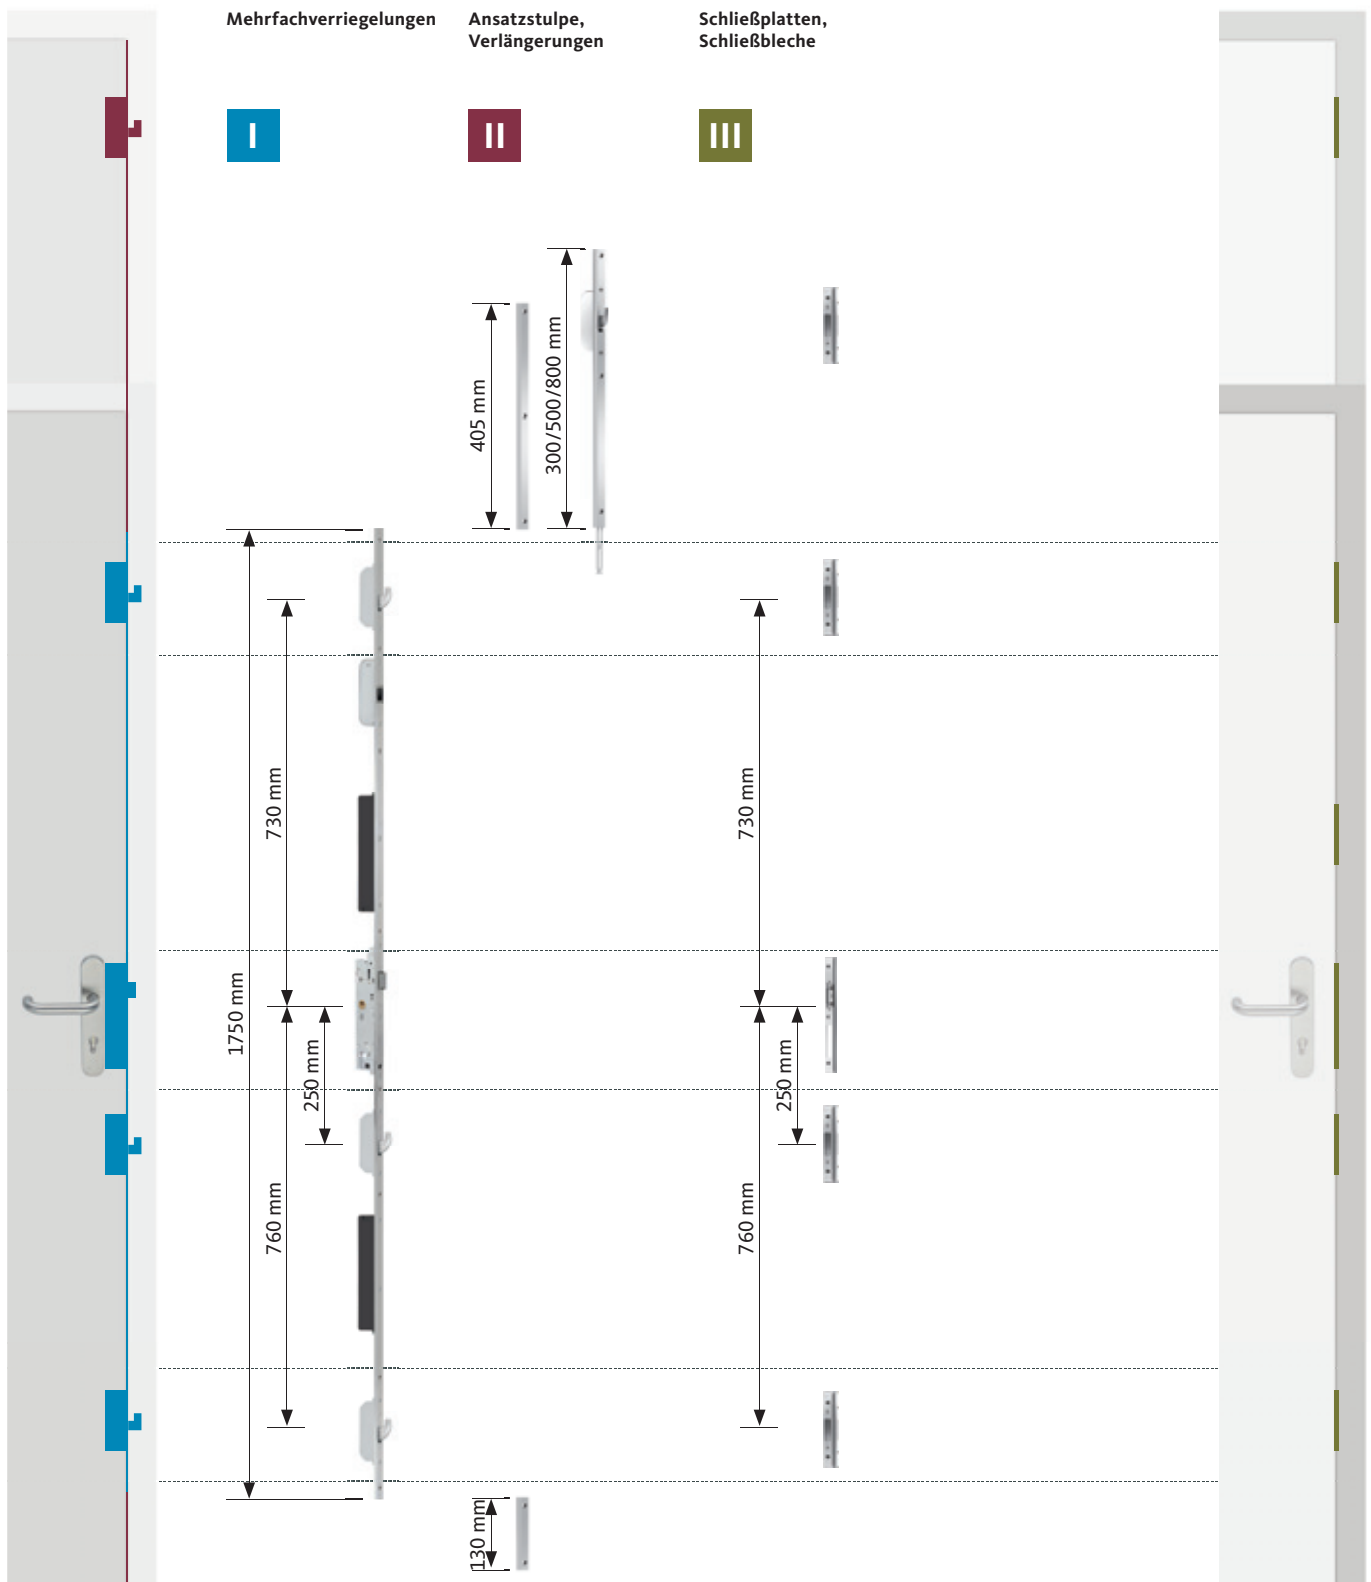 Mehrfachverriegelungen
Ansatzstulpe,
Verlängerungen
Schließplatten,
Schließbleche
I
II
III
405 mm
300/500/800 mm
730 mm
730 mm
1750 mm
250 mm
250 mm
760 mm
760 mm
130 mm